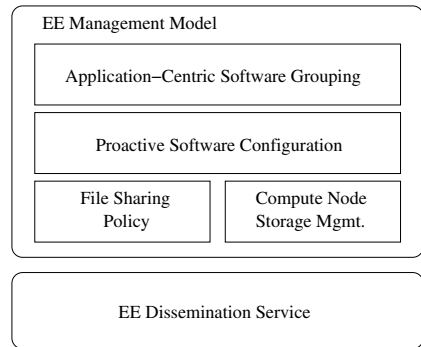 EE Management Model
Application−Centric Software Grouping
Proactive Software Configuration
File Sharing
Policy
Compute Node
Storage Mgmt.
EE Dissemination Service